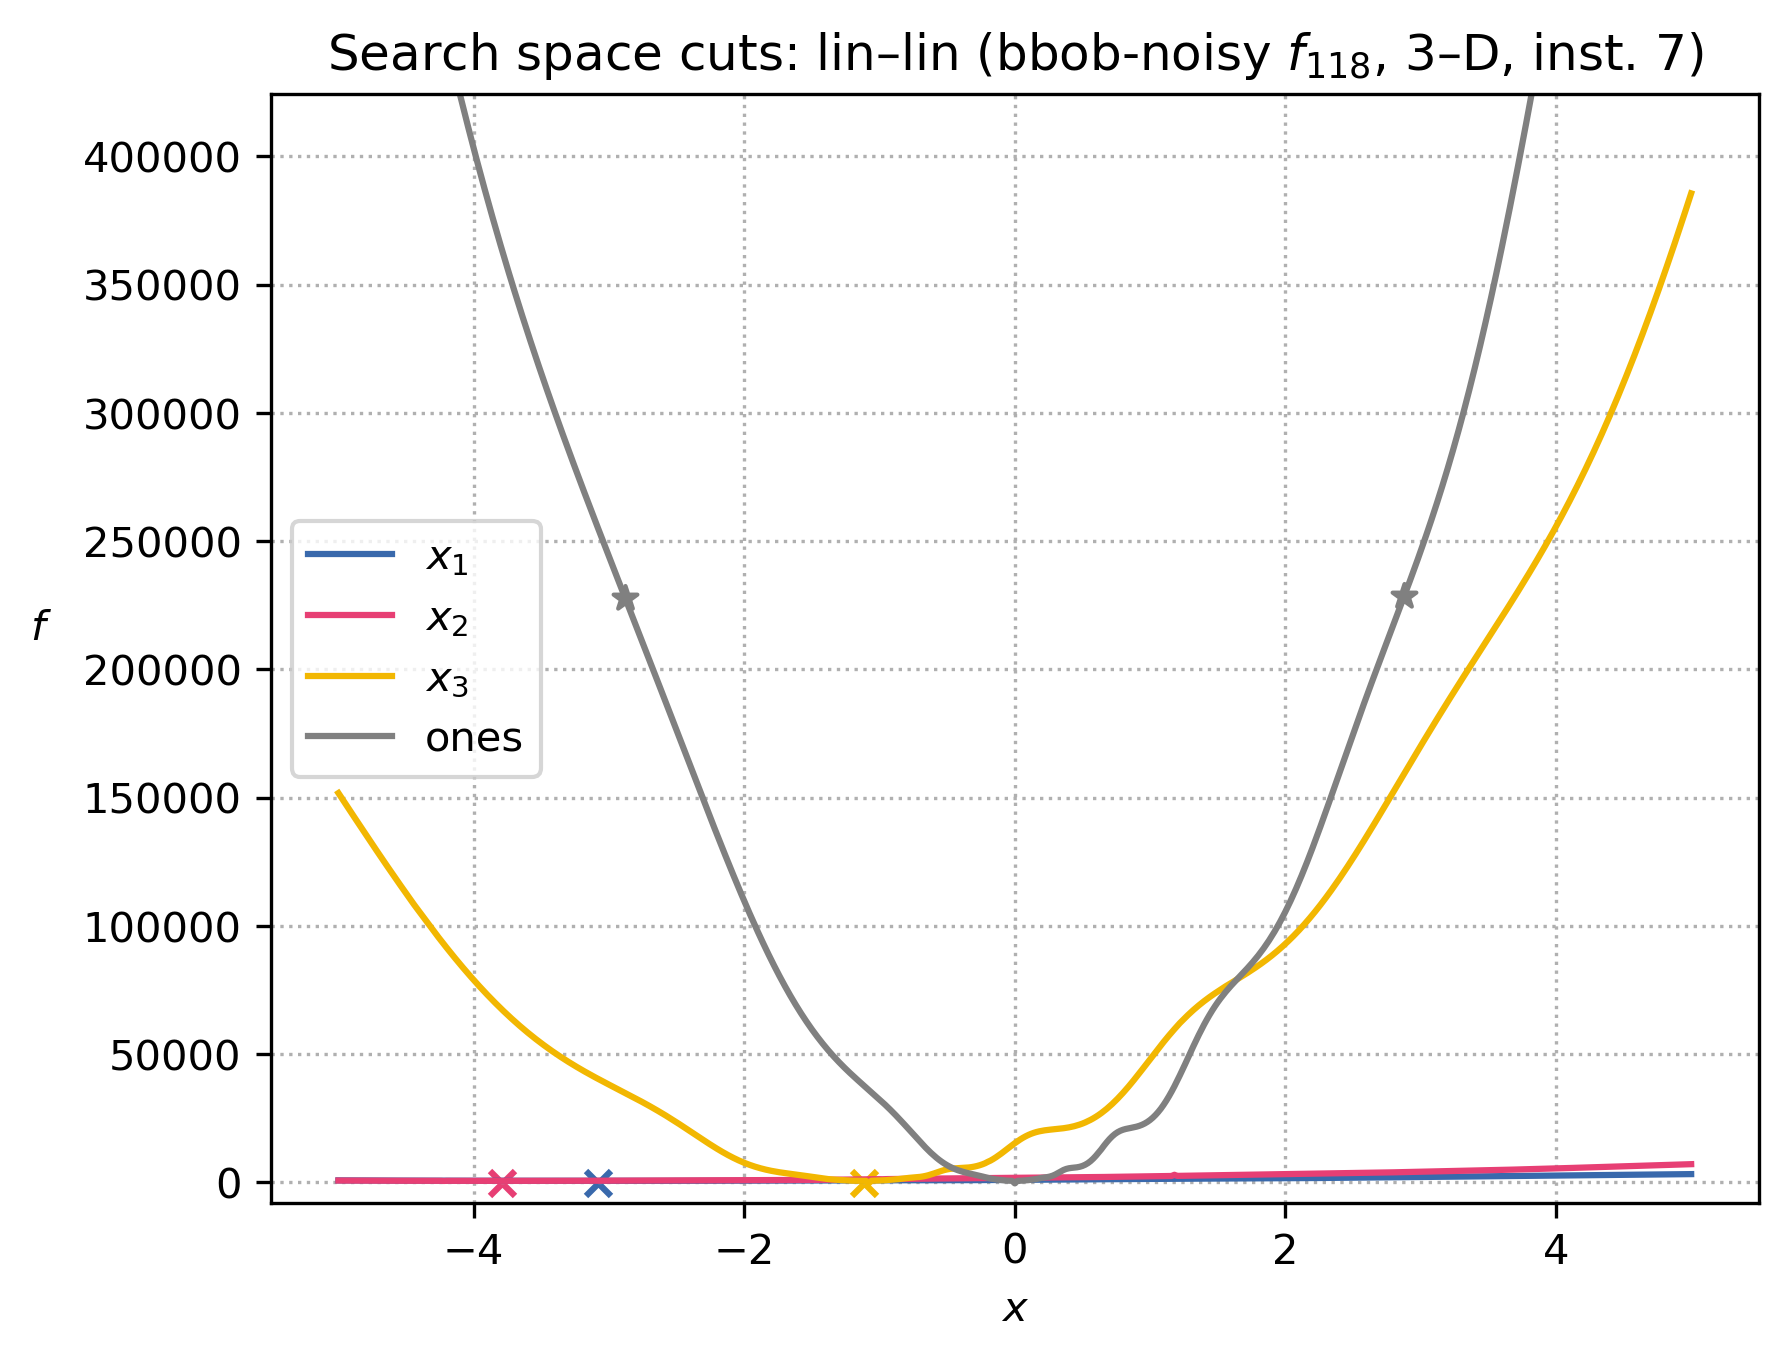 Search space cuts: lin–lin (bbob-noisy f₁₁₈, 3–D, inst. 7)
400000
350000
300000
250000
200000
150000
100000
50000
0
f
x₁
x₂
x₃
ones
−4 −2 0 2 4
x